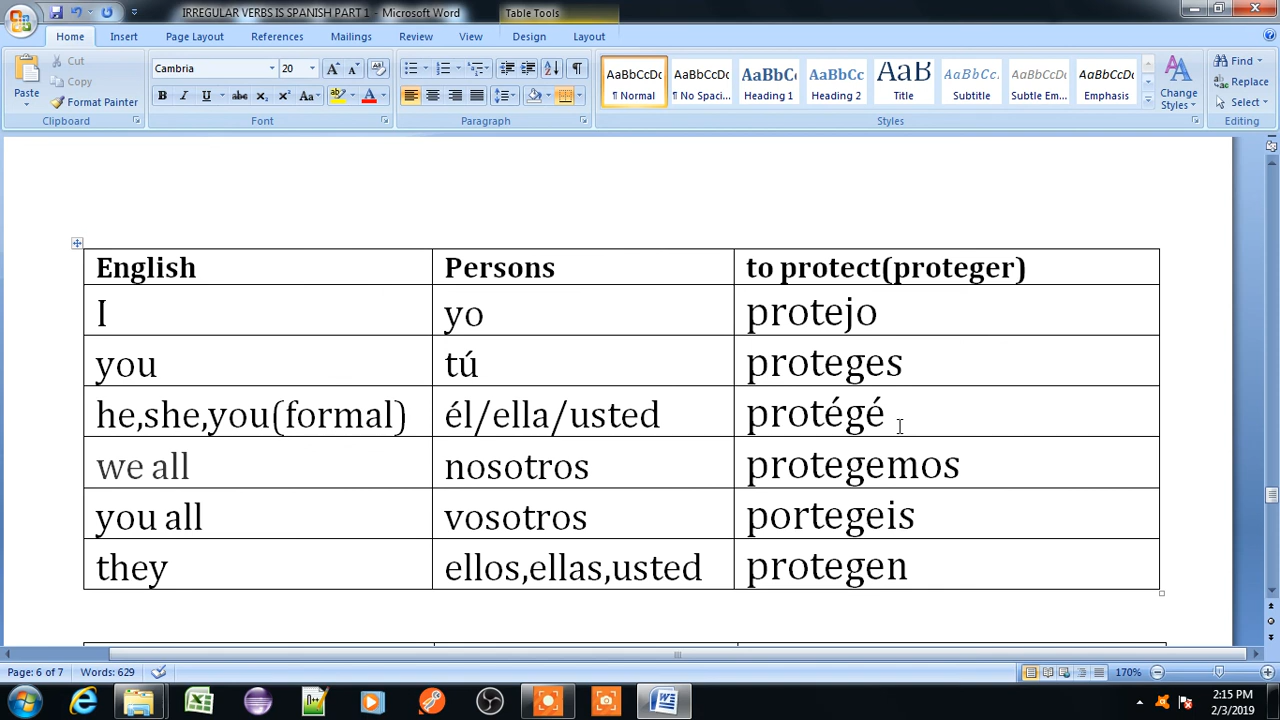 IRREGULAR VERBS IS SPANISH PART 1 - Microsoft Word
Table Tools
Home Insert Page Layout References Mailings Review View Design Layout
Paste
Cut
Copy
Format Painter
Clipboard
Cambria 20
B I U abc X₂ X² Aa
Font
Paragraph
AaBbCcDc AaBbCcDc AaBbC AaBbCc AaB AaBbCc. AaBbCcDc AaBbCcDc
¶ Normal ¶ No Spaci... Heading 1 Heading 2 Title Subtitle Subtle Em... Emphasis
Styles
Change Styles
Find
Replace
Select
Editing
English Persons to protect(proteger)
I yo protejo
you tú proteges
he,she,you(formal) él/ella/usted protégé
we all nosotros protegemos
you all vosotros portegeis
they ellos,ellas,usted protegen
Page: 6 of 7 Words: 629 170%
2:15 PM
2/3/2019